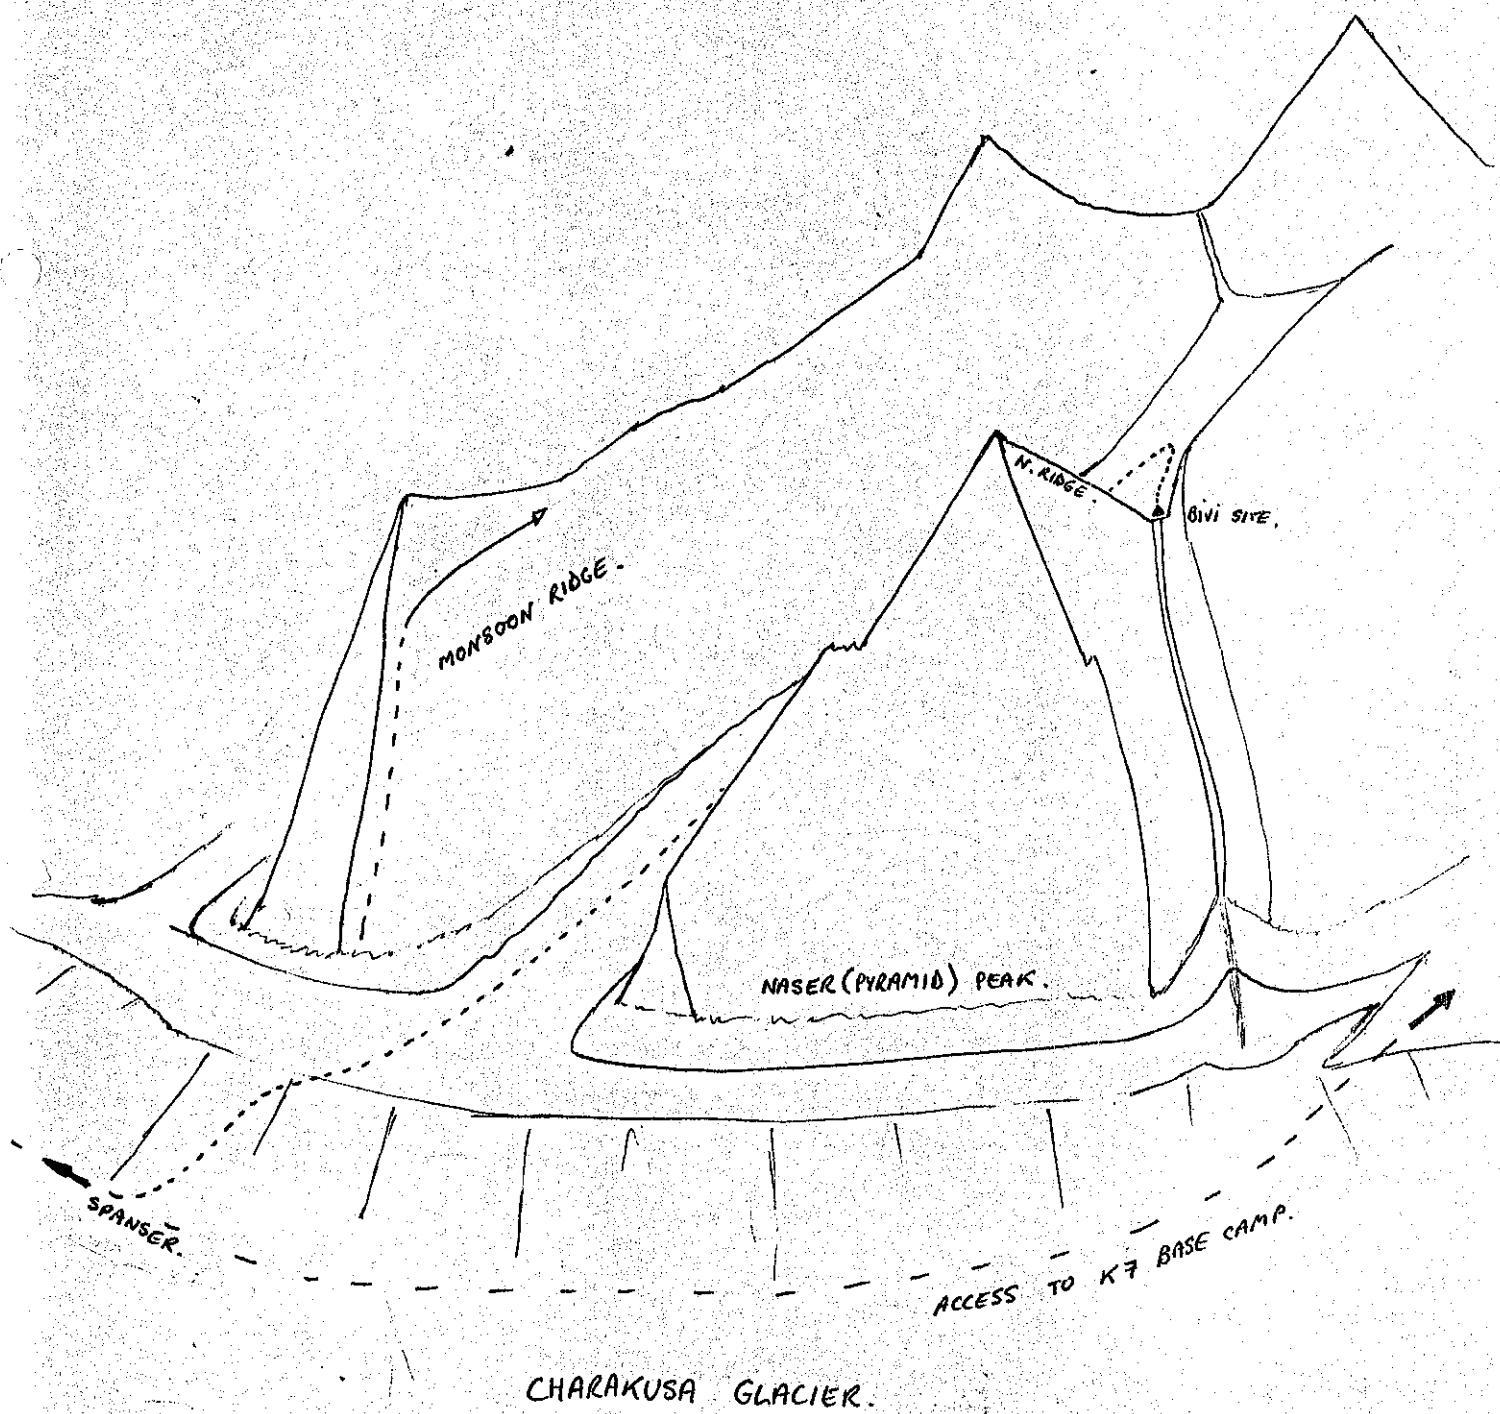 N. RIDGE.
BIVI SITE.
MONSOON RIDGE.
NASER (PYRAMID) PEAK.
SPANSER.
ACCESS TO K7 BASE CAMP.
CHARAKUSA GLACIER.